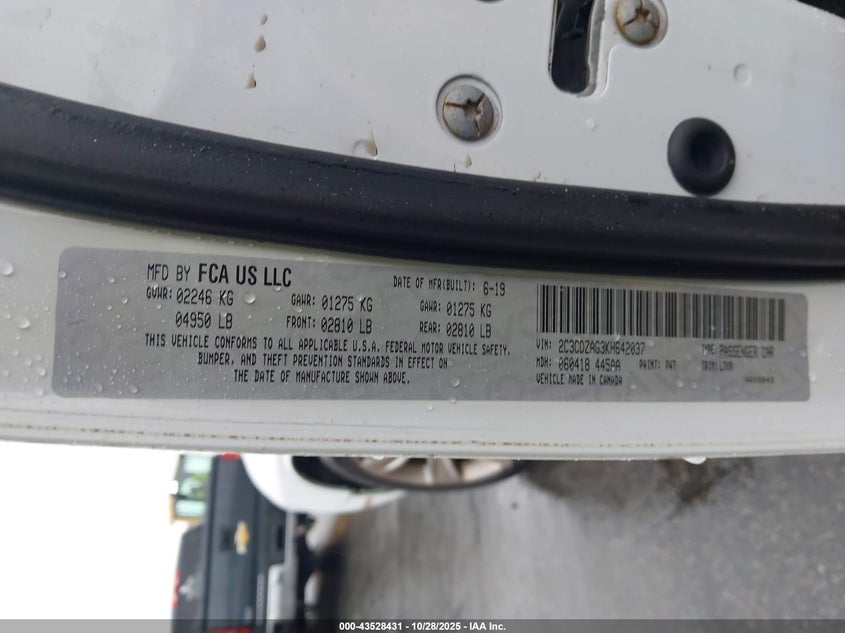 MFD BY FCA US LLC
DATE OF MFR(BUILT): 6-19
GVWR: 02246 KG GAWR: 01275 KG GAWR: 01275 KG
04950 LB FRONT: 02810 LB REAR: 02810 LB
THIS VEHICLE CONFORMS TO ALL APPLICABLE U.S.A. FEDERAL MOTOR VEHICLE SAFETY,
BUMPER, AND THEFT PREVENTION STANDARDS IN EFFECT ON
THE DATE OF MANUFACTURE SHOWN ABOVE.
VIN: 2C3CDZAG3KH642037 TYPE: PASSENGER CAR
MDH: 060418 445AA PAINT: PW7 TRIM: L7X9
VEHICLE MADE IN CANADA
000-43528431 | 10/28/2025 | IAA Inc.